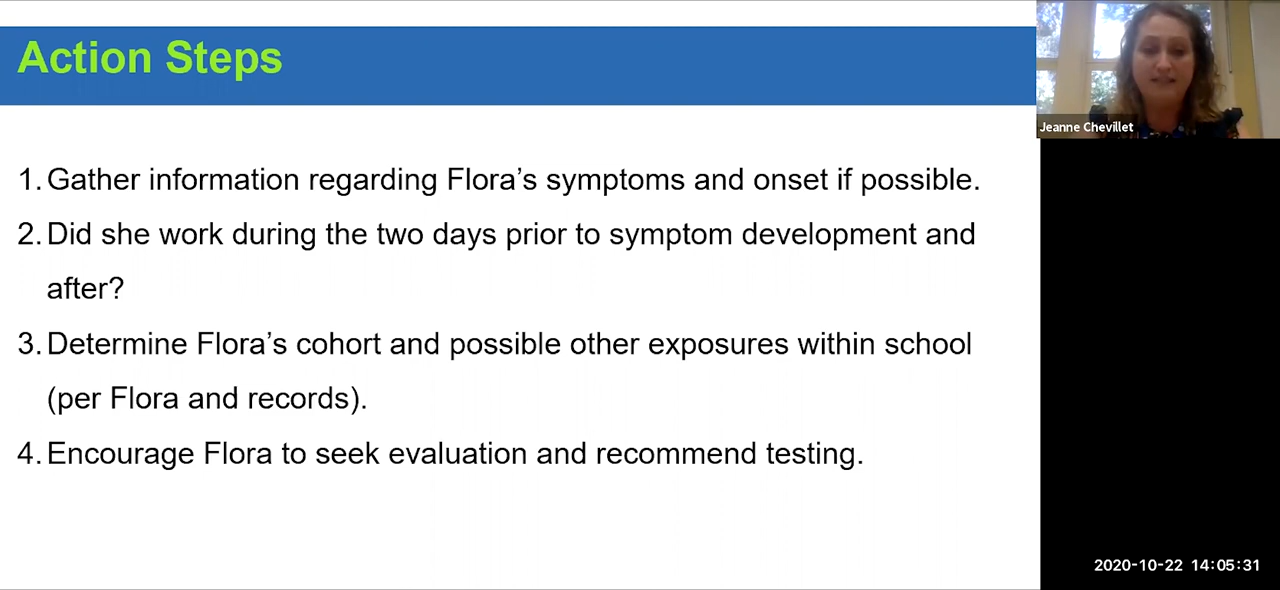 Action Steps
Jeanne Chevillet
1. Gather information regarding Flora’s symptoms and onset if possible.
2. Did she work during the two days prior to symptom development and
after?
3. Determine Flora’s cohort and possible other exposures within school
(per Flora and records).
4. Encourage Flora to seek evaluation and recommend testing.
2020-10-22 14:05:31